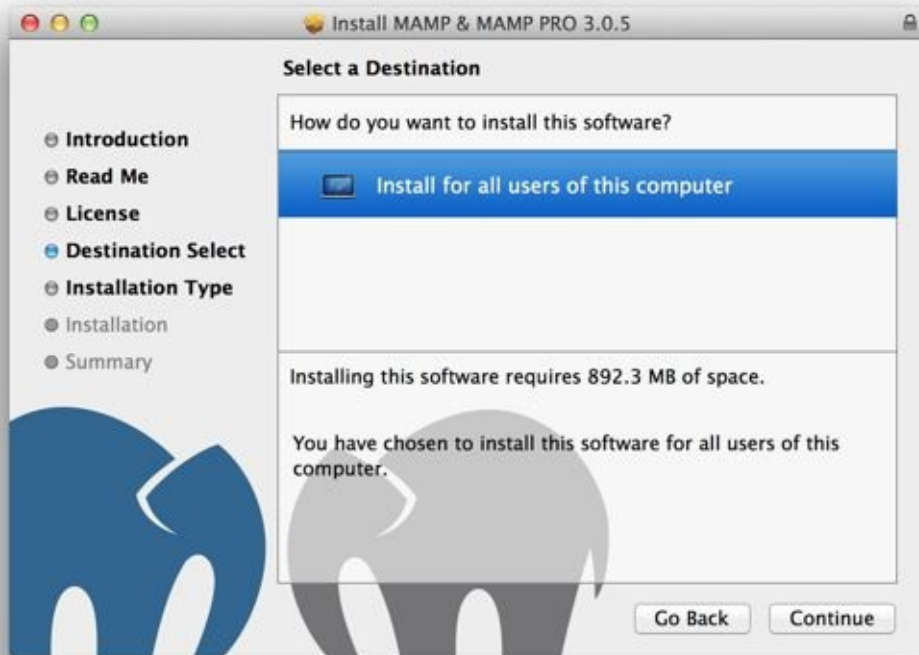 Install MAMP & MAMP PRO 3.0.5
Select a Destination
Introduction
Read Me
License
Destination Select
Installation Type
Installation
Summary
How do you want to install this software?
Install for all users of this computer
Installing this software requires 892.3 MB of space.
You have chosen to install this software for all users of this
computer.
Go Back
Continue